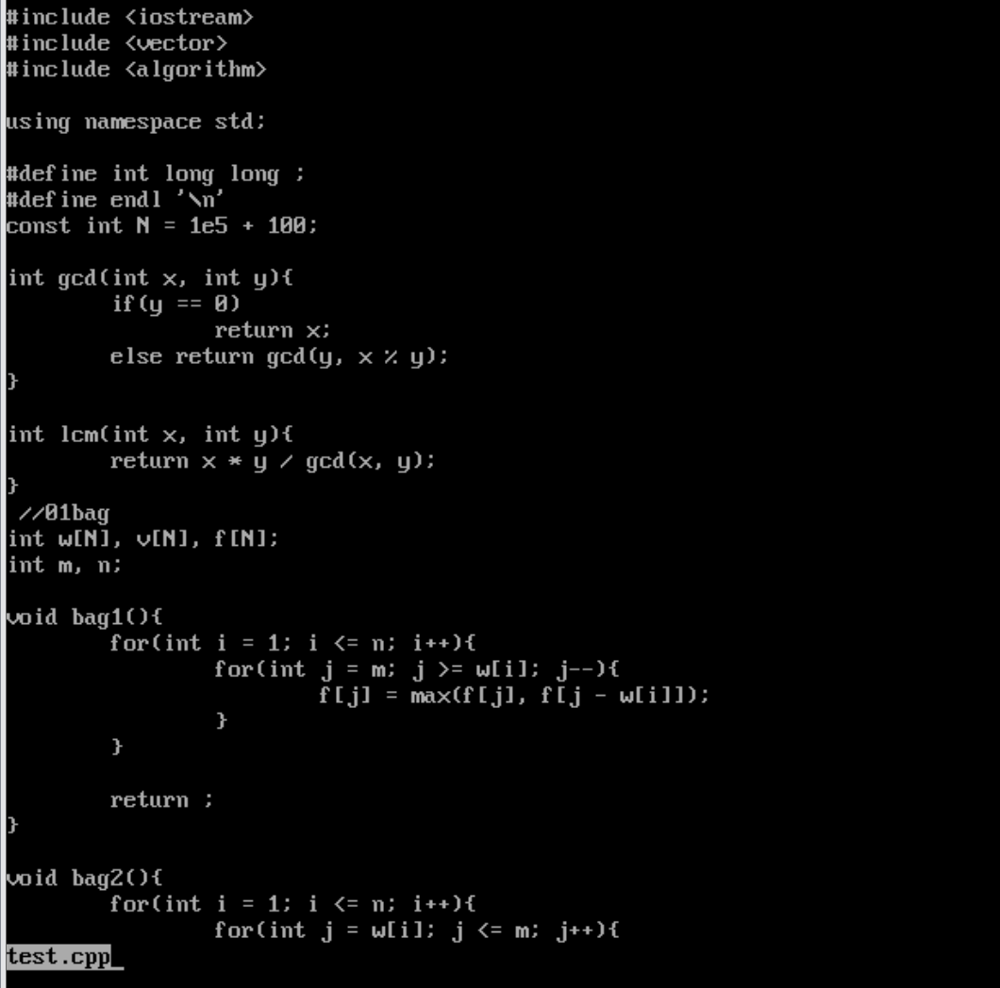 #include <iostream>
#include <vector>
#include <algorithm>
using namespace std;
#define int long long ;
#define endl '\n'
const int N = 1e5 + 100;
int gcd(int x, int y){
        if(y == 0)
                return x;
        else return gcd(y, x % y);
}
int lcm(int x, int y){
        return x * y / gcd(x, y);
}
 //01bag
int w[N], v[N], f[N];
int m, n;
void bag1(){
        for(int i = 1; i <= n; i++){
                for(int j = m; j >= w[i]; j--){
                        f[j] = max(f[j], f[j - w[i]]);
                }
        }
        return ;
}
void bag2(){
        for(int i = 1; i <= n; i++){
                for(int j = w[i]; j <= m; j++){
test.cpp